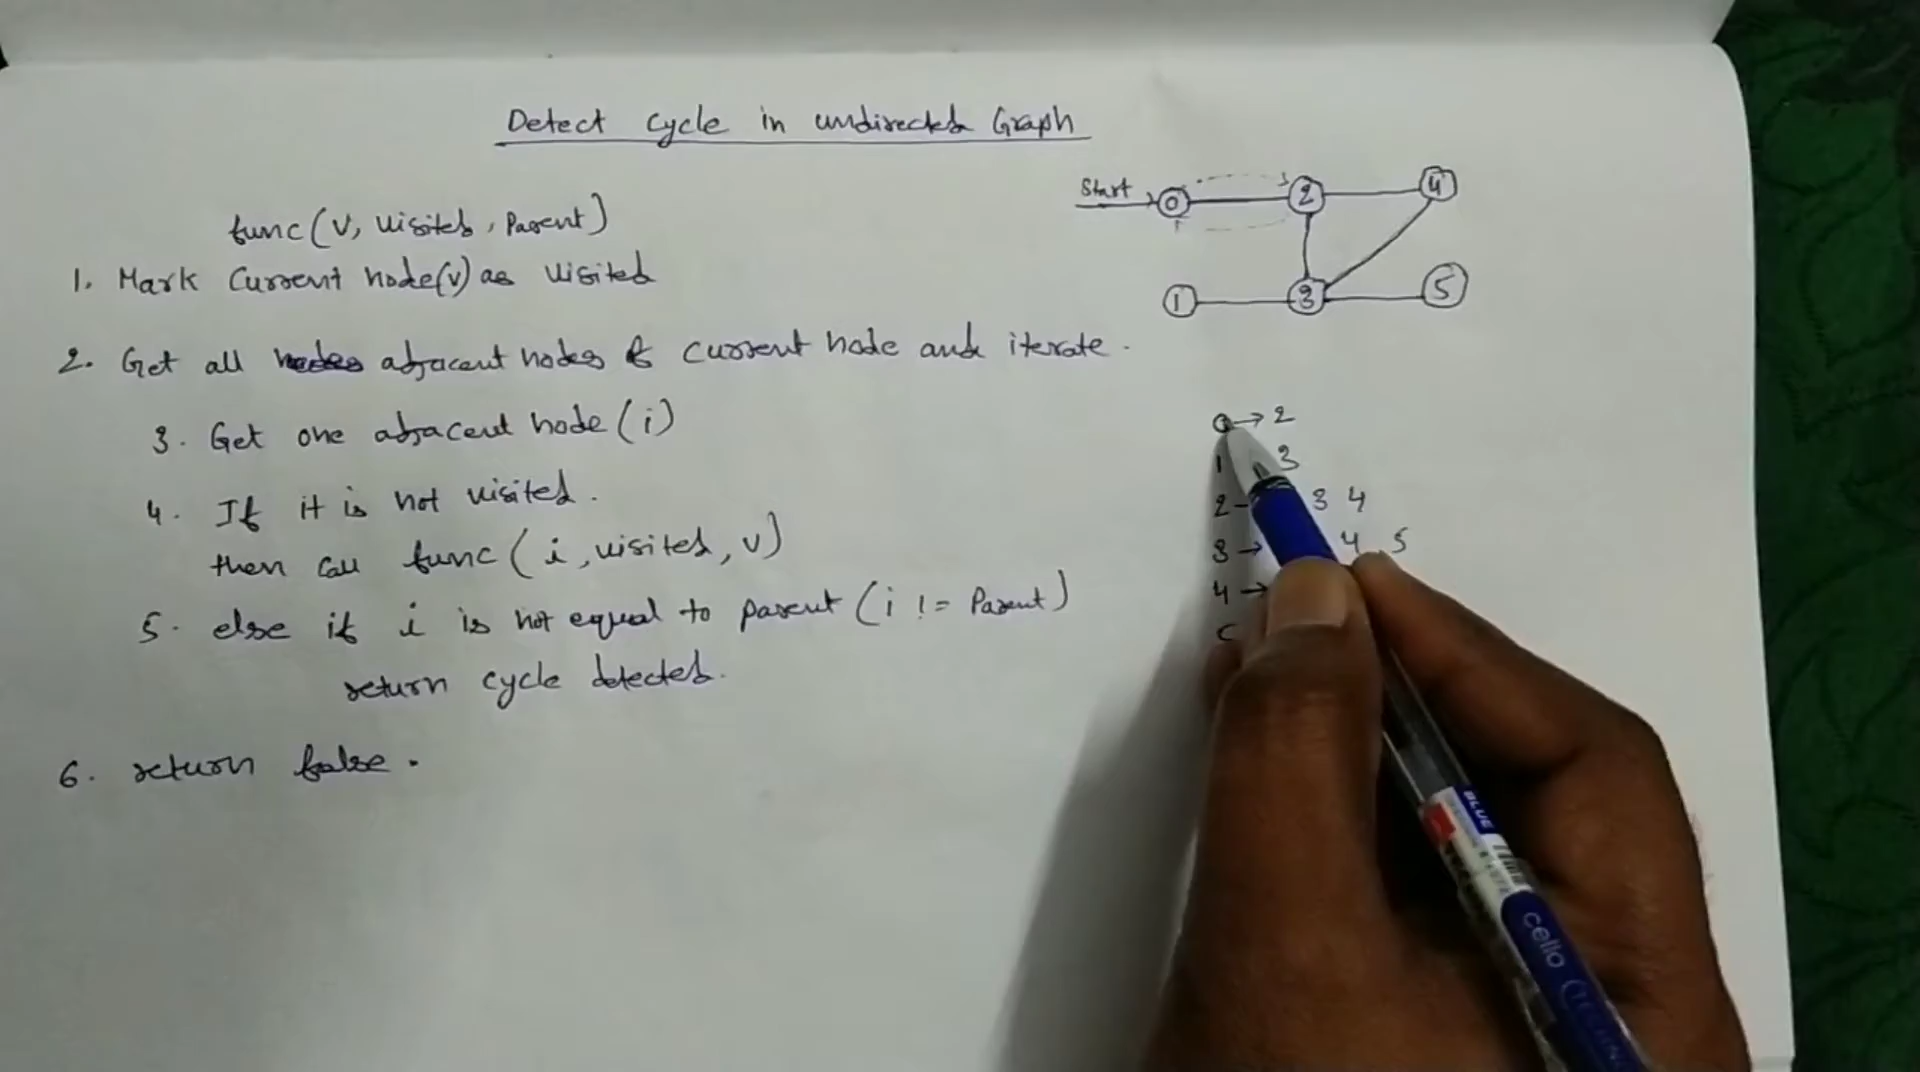 Detect Cycle in undirected Graph
func(v, visited, Parent)
1. Mark Current node(v) as visited
2. Get all adjacent nodes of current node and iterate.
3. Get one adjacent node (i)
4. If it is not visited.
then call func(i, visited, v)
5. else if i is not equal to parent (i != Parent)
return cycle detected.
6. return false.
Start
0 2 4
1 3 5
0 → 2
1 3
2 - 3 4
3 → 4 5
4 →
BLUE
cello